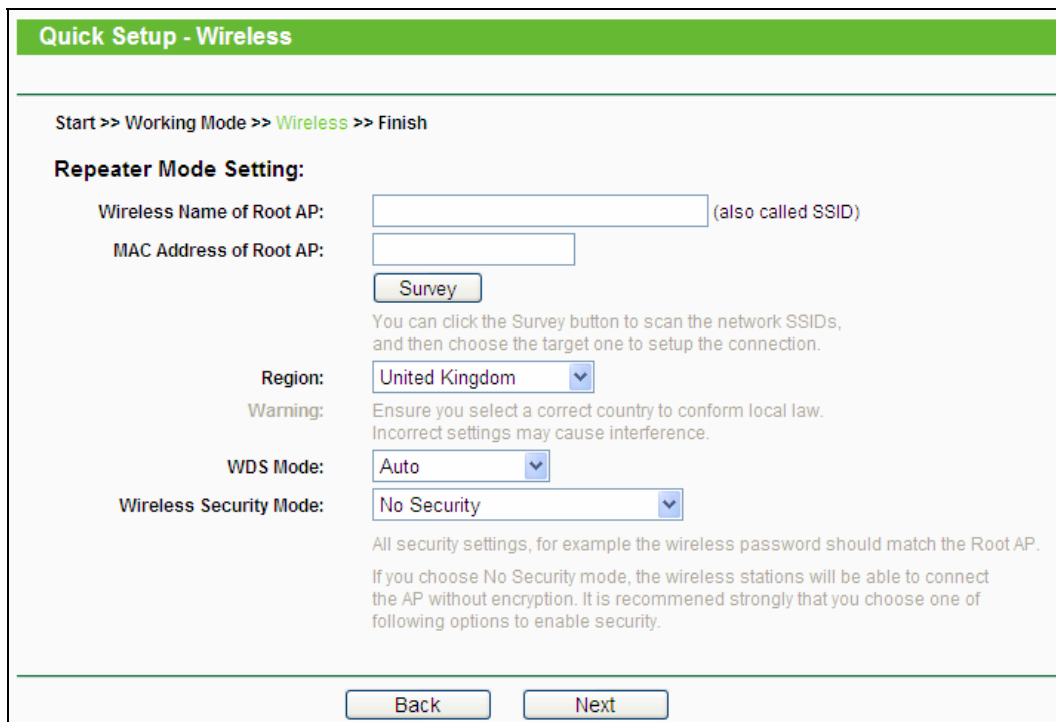 Quick Setup - Wireless
Start >> Working Mode >> Wireless >> Finish
Repeater Mode Setting:
Wireless Name of Root AP: (also called SSID)
MAC Address of Root AP:
Survey
You can click the Survey button to scan the network SSIDs,
and then choose the target one to setup the connection.
Region: United Kingdom
Warning: Ensure you select a correct country to conform local law.
Incorrect settings may cause interference.
WDS Mode: Auto
Wireless Security Mode: No Security
All security settings, for example the wireless password should match the Root AP.
If you choose No Security mode, the wireless stations will be able to connect
the AP without encryption. It is recommened strongly that you choose one of
following options to enable security.
Back Next